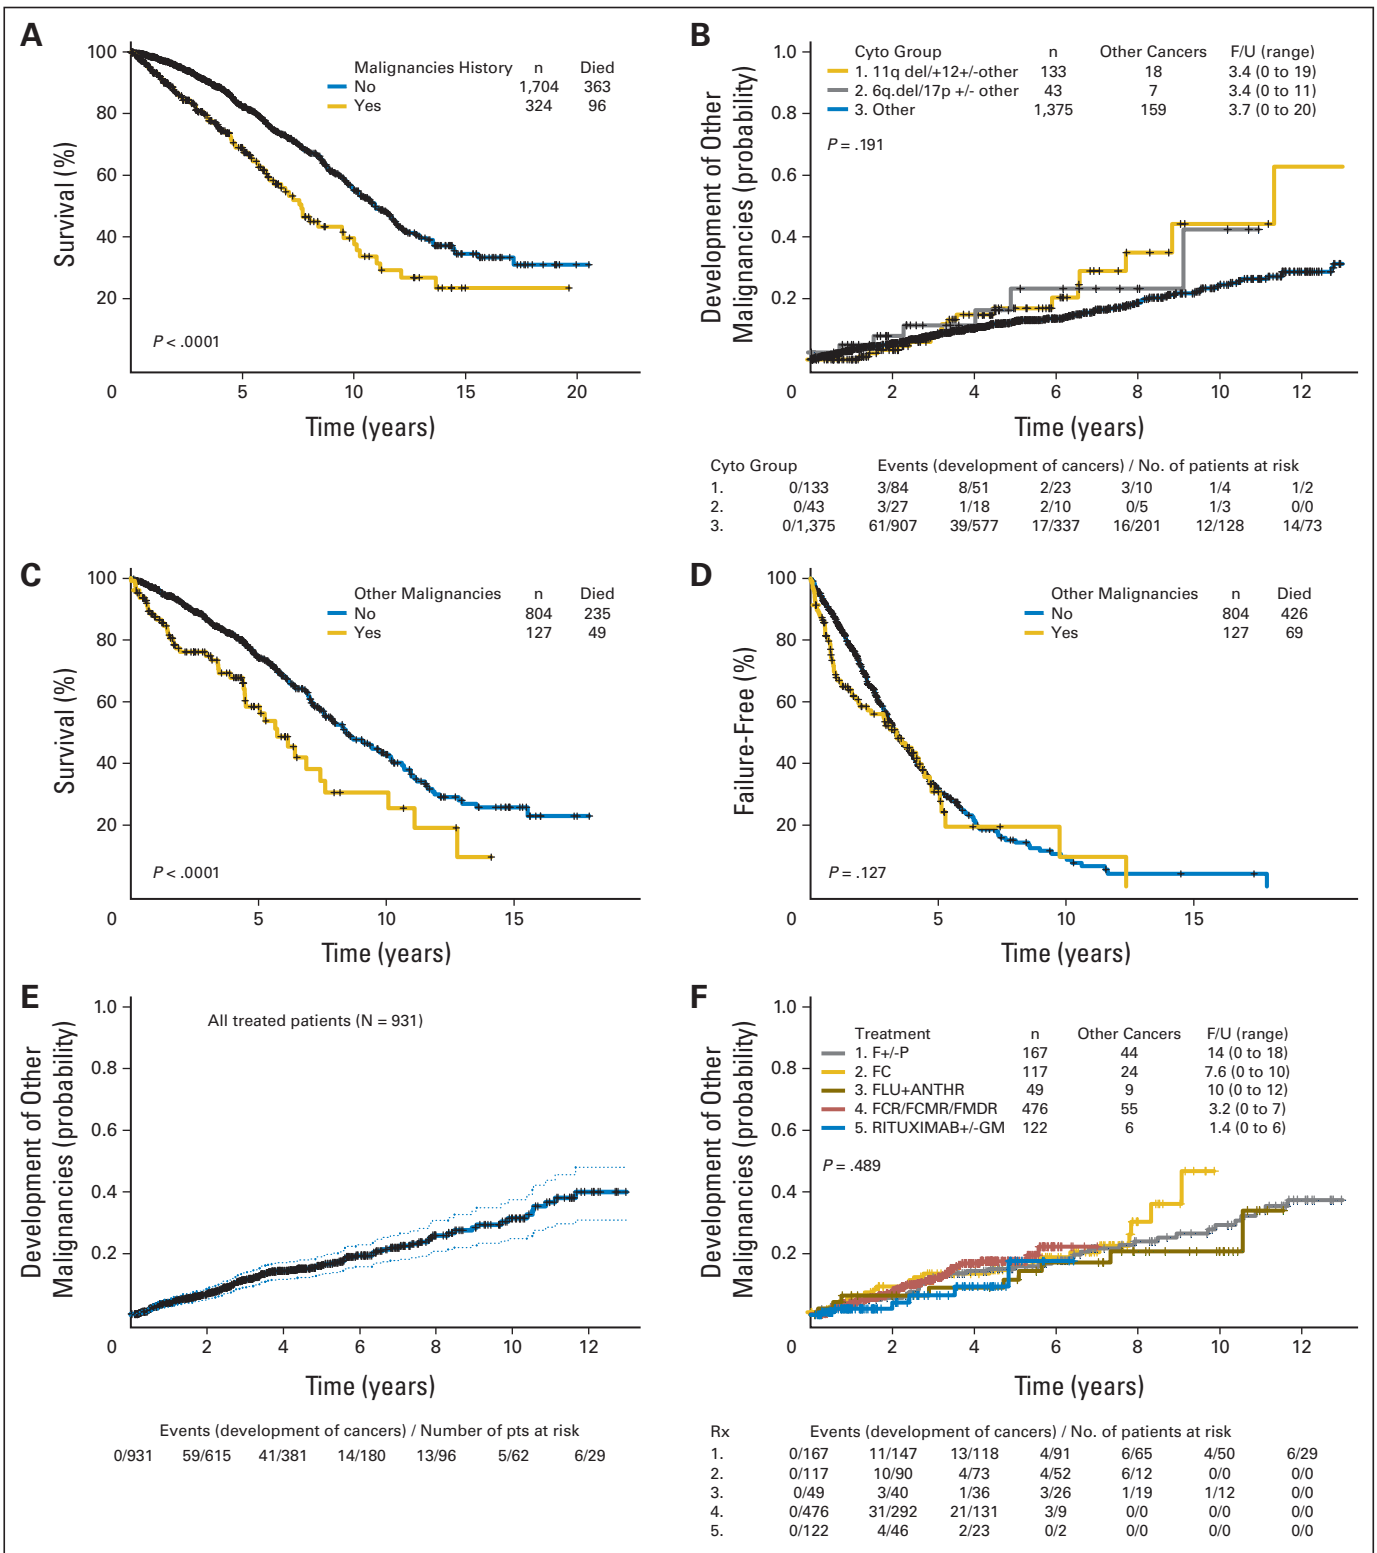 A
Survival (%)
100
80
60
40
20
0
5
10
15
20
Time (years)
Malignancies History n Died
No 1,704 363
Yes 324 96
P < .0001
B
Development of Other
Malignancies (probability)
1.0
0.8
0.6
0.4
0.2
0
2
4
6
8
10
12
Time (years)
Cyto Group n Other Cancers F/U (range)
1. 11q del/+12+/-other 133 18 3.4 (0 to 19)
2. 6q.del/17p +/- other 43 7 3.4 (0 to 11)
3. Other 1,375 159 3.7 (0 to 20)
P = .191
Cyto Group Events (development of cancers) / No. of patients at risk
1. 0/133 3/84 8/51 2/23 3/10 1/4 1/2
2. 0/43 3/27 1/18 2/10 0/5 1/3 0/0
3. 0/1,375 61/907 39/577 17/337 16/201 12/128 14/73
C
Survival (%)
100
80
60
40
20
0
5
10
15
Time (years)
Other Malignancies n Died
No 804 235
Yes 127 49
P < .0001
D
Failure-Free (%)
100
80
60
40
20
0
5
10
15
Time (years)
Other Malignancies n Died
No 804 426
Yes 127 69
P = .127
E
Development of Other
Malignancies (probability)
1.0
0.8
0.6
0.4
0.2
0
2
4
6
8
10
12
Time (years)
All treated patients (N = 931)
Events (development of cancers) / Number of pts at risk
0/931 59/615 41/381 14/180 13/96 5/62 6/29
F
Development of Other
Malignancies (probability)
1.0
0.8
0.6
0.4
0.2
0
2
4
6
8
10
12
Time (years)
Treatment n Other Cancers F/U (range)
1. F+/-P 167 44 14 (0 to 18)
2. FC 117 24 7.6 (0 to 10)
3. FLU+ANTHR 49 9 10 (0 to 12)
4. FCR/FCMR/FMDR 476 55 3.2 (0 to 7)
5. RITUXIMAB+/-GM 122 6 1.4 (0 to 6)
P = .489
Rx Events (development of cancers) / No. of patients at risk
1. 0/167 11/147 13/118 4/91 6/65 4/50 6/29
2. 0/117 10/90 4/73 4/52 6/12 0/0 0/0
3. 0/49 3/40 1/36 3/26 1/19 1/12 0/0
4. 0/476 31/292 21/131 3/9 0/0 0/0 0/0
5. 0/122 4/46 2/23 0/2 0/0 0/0 0/0